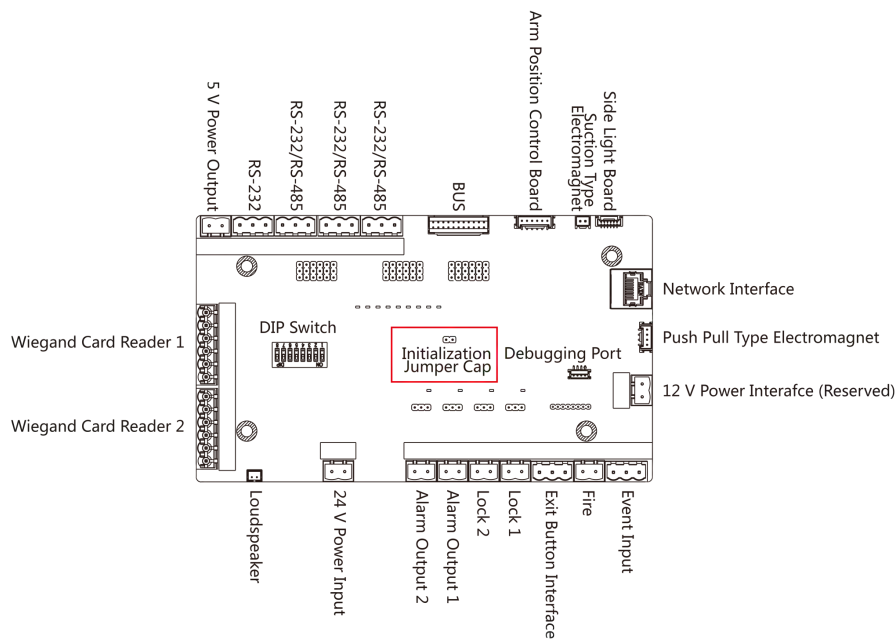 5 V Power Output
RS-232
RS-232/RS-485
RS-232/RS-485
RS-232/RS-485
BUS
Arm Position Control Board
Suction Type
Electromagnet
Side Light Board
Network Interface
Push Pull Type Electromagnet
12 V Power Interafce (Reserved)
Wiegand Card Reader 1
Wiegand Card Reader 2
DIP Switch
DP
ON
Initialization
Jumper Cap
Debugging Port
Loudspeaker
24 V Power Input
Alarm Output 2
Alarm Output 1
Lock 2
Lock 1
Exit Button Interface
Fire
Event Input